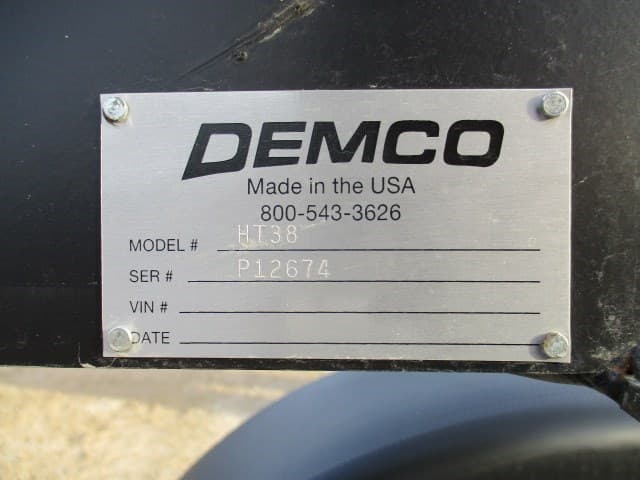 DEMCO
Made in the USA
800-543-3626
MODEL # HT38
SER # P12674
VIN #
DATE